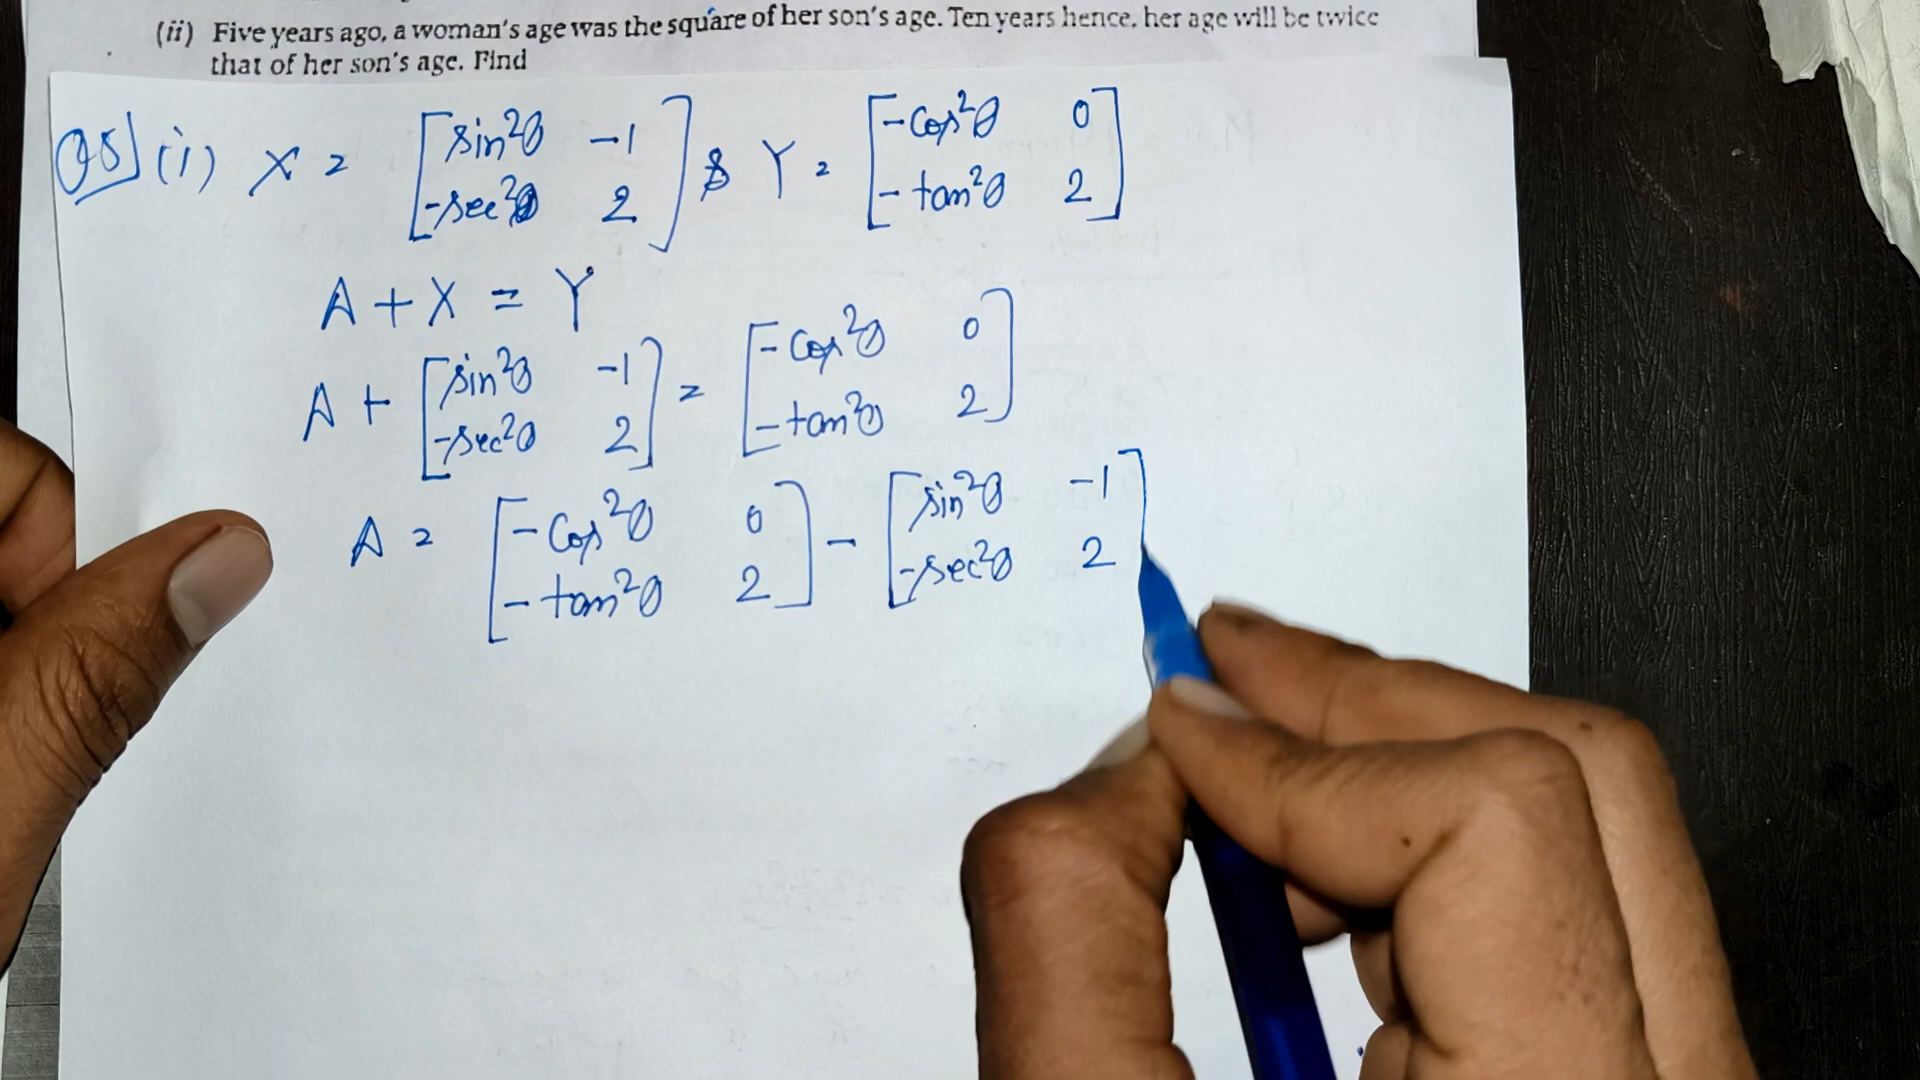 (ii) Five years ago, a woman's age was the square of her son's age. Ten years hence, her age will be twice
that of her son's age. Find
Q5) (i) X = [sin²θ -1 -sec²θ 2] & Y = [-cos²θ 0 -tan²θ 2]
A + X = Y
A + [sin²θ -1 -sec²θ 2] = [-cos²θ 0 -tan²θ 2]
A = [-cos²θ 0 -tan²θ 2] - [sin²θ -1 -sec²θ 2]